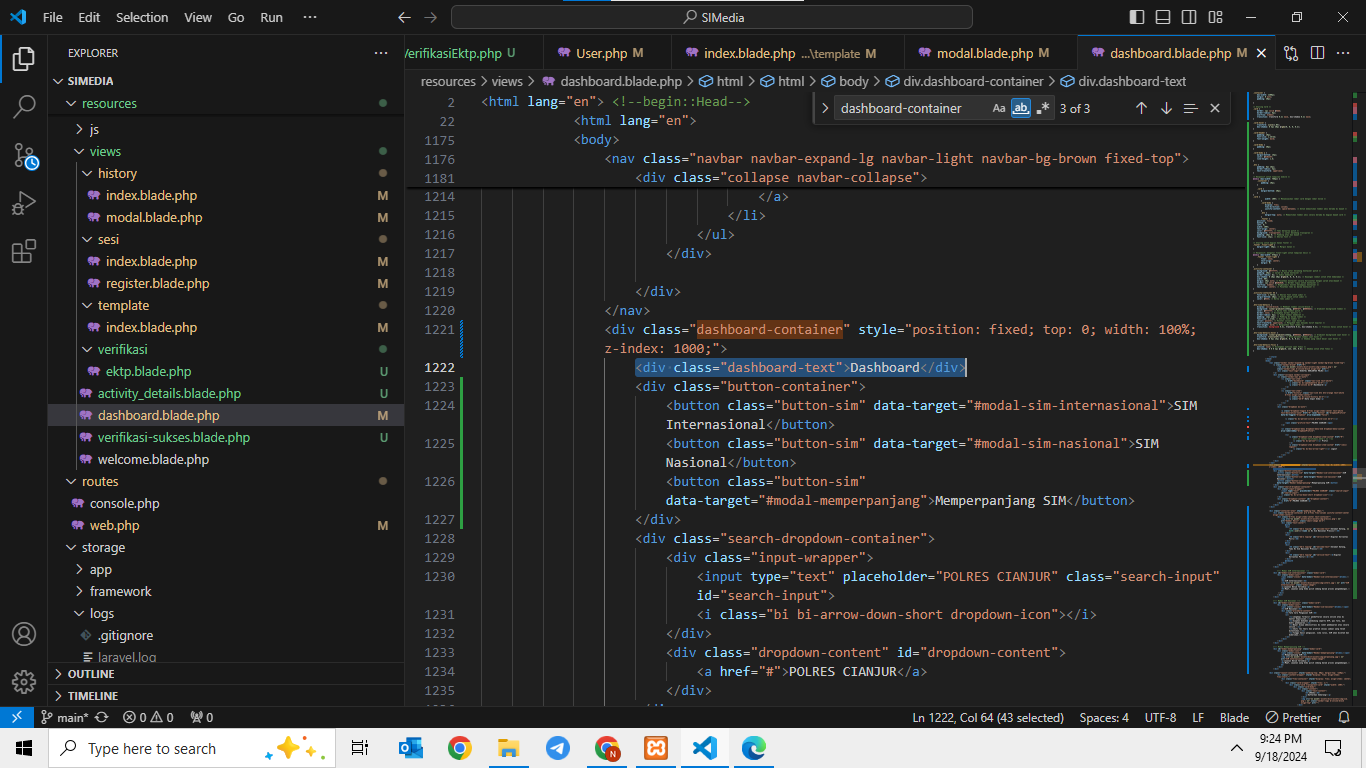 File Edit Selection View Go Run ···
SIMedia
EXPLORER
SIMEDIA
resources
js
views
history
index.blade.php M
modal.blade.php M
sesi
index.blade.php M
register.blade.php M
template
index.blade.php M
verifikasi
ektp.blade.php U
activity_details.blade.php U
dashboard.blade.php M
verifikasi-sukses.blade.php U
welcome.blade.php M
routes
console.php
web.php M
storage
app
framework
logs
.gitignore
laravel.log
OUTLINE
TIMELINE
VerifikasiEktp.php U
User.php M
index.blade.php ...\template M
modal.blade.php M
dashboard.blade.php M
resources > views > dashboard.blade.php > html > html > body > div.dashboard-container > div.dashboard-text
dashboard-container Aa ab .* 3 of 3
2 <html lang="en"> <!--begin::Head-->
22 <html lang="en">
1175 <body>
1176 <nav class="navbar navbar-expand-lg navbar-light navbar-bg-brown fixed-top">
1181 <div class="collapse navbar-collapse">
1214 </a>
1215 </li>
1216 </ul>
1217 </div>
1218
1219 </div>
1220 </nav>
1221 <div class="dashboard-container" style="position: fixed; top: 0; width: 100%;
z-index: 1000;">
1222 <div class="dashboard-text">Dashboard</div>
1223 <div class="button-container">
1224 <button class="button-sim" data-target="#modal-sim-internasional">SIM
Internasional</button>
1225 <button class="button-sim" data-target="#modal-sim-nasional">SIM
Nasional</button>
1226 <button class="button-sim"
data-target="#modal-memperpanjang">Memperpanjang SIM</button>
1227 </div>
1228 <div class="search-dropdown-container">
1229 <div class="input-wrapper">
1230 <input type="text" placeholder="POLRES CIANJUR" class="search-input"
id="search-input">
1231 <i class="bi bi-arrow-down-short dropdown-icon"></i>
1232 </div>
1233 <div class="dropdown-content" id="dropdown-content">
1234 <a href="#">POLRES CIANJUR</a>
1235 </div>
main* 0 0 0 Ln 1222, Col 64 (43 selected) Spaces: 4 UTF-8 LF Blade Prettier
Type here to search
N
9:24 PM
9/18/2024